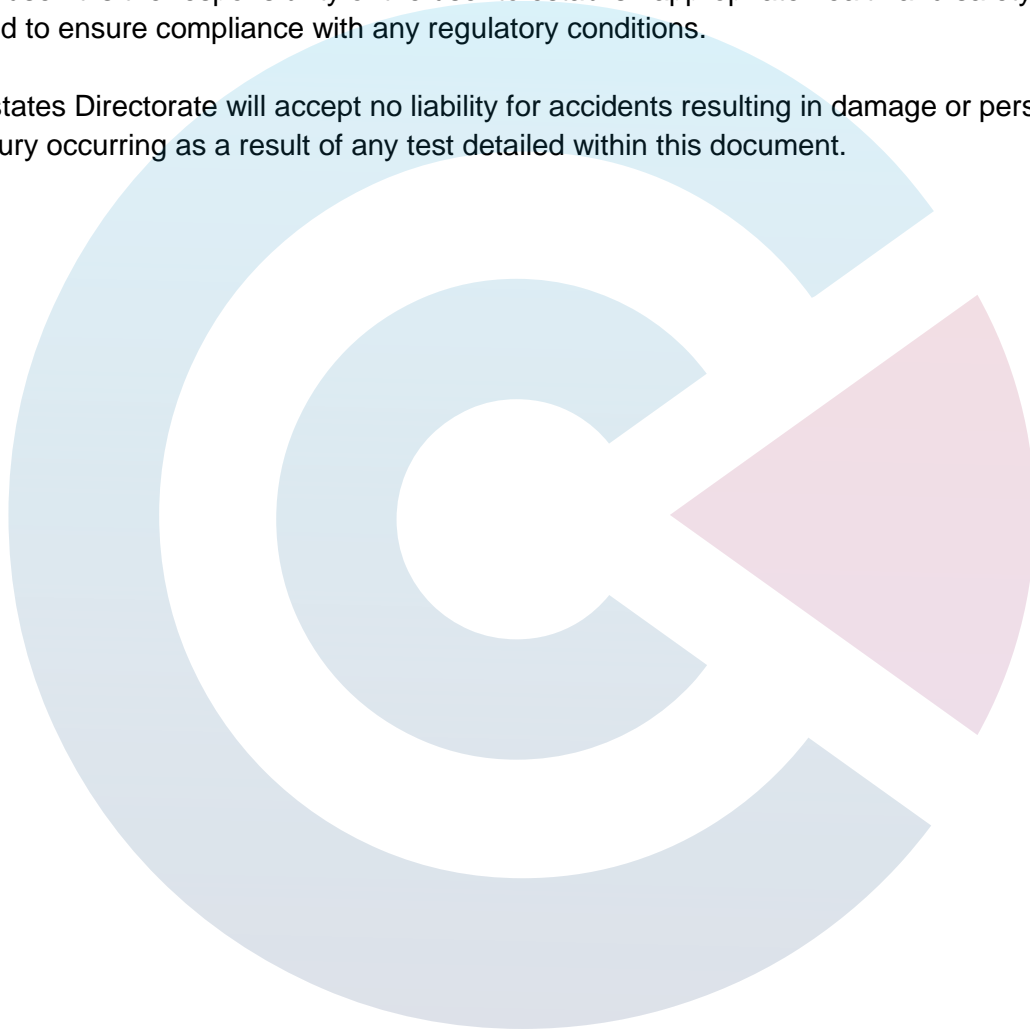 d to ensure compliance with any regulatory conditions.
states Directorate will accept no liability for accidents resulting in damage or pers
ury occurring as a result of any test detailed within this document.